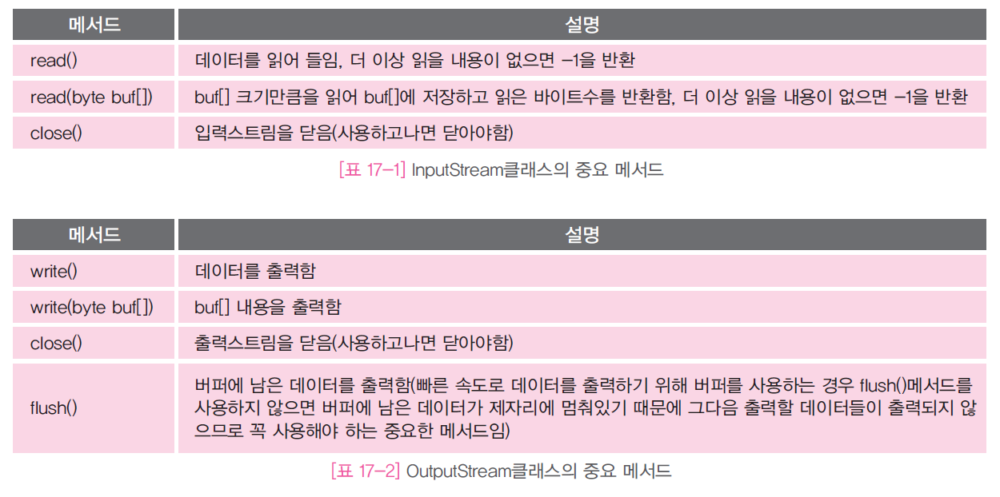 메서드 설명
read() 데이터를 읽어 들임, 더 이상 읽을 내용이 없으면 –1을 반환
read(byte buf[]) buf[] 크기만큼을 읽어 buf[]에 저장하고 읽은 바이트수를 반환함, 더 이상 읽을 내용이 없으면 –1을 반환
close() 입력스트림을 닫음(사용하고나면 닫아야함)
[표 17–1] InputStream클래스의 중요 메서드
메서드 설명
write() 데이터를 출력함
write(byte buf[]) buf[] 내용을 출력함
close() 출력스트림을 닫음(사용하고나면 닫아야함)
flush() 버퍼에 남은 데이터를 출력함(빠른 속도로 데이터를 출력하기 위해 버퍼를 사용하는 경우 flush()메서드를
사용하지 않으면 버퍼에 남은 데이터가 제자리에 멈춰있기 때문에 그다음 출력할 데이터들이 출력되지 않
으므로 꼭 사용해야 하는 중요한 메서드임)
[표 17–2] OutputStream클래스의 중요 메서드